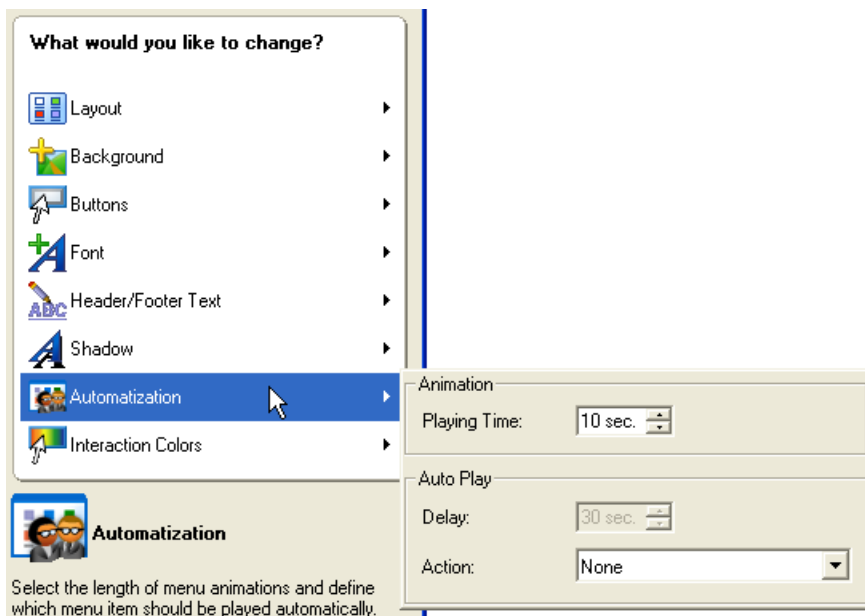 What would you like to change?
Layout
Background
Buttons
Font
ABC Header/Footer Text
Shadow
Automatization
Interaction Colors
Animation
Playing Time: 10 sec.
Auto Play
Delay: 30 sec.
Action: None
Automatization
Select the length of menu animations and define
which menu item should be played automatically.